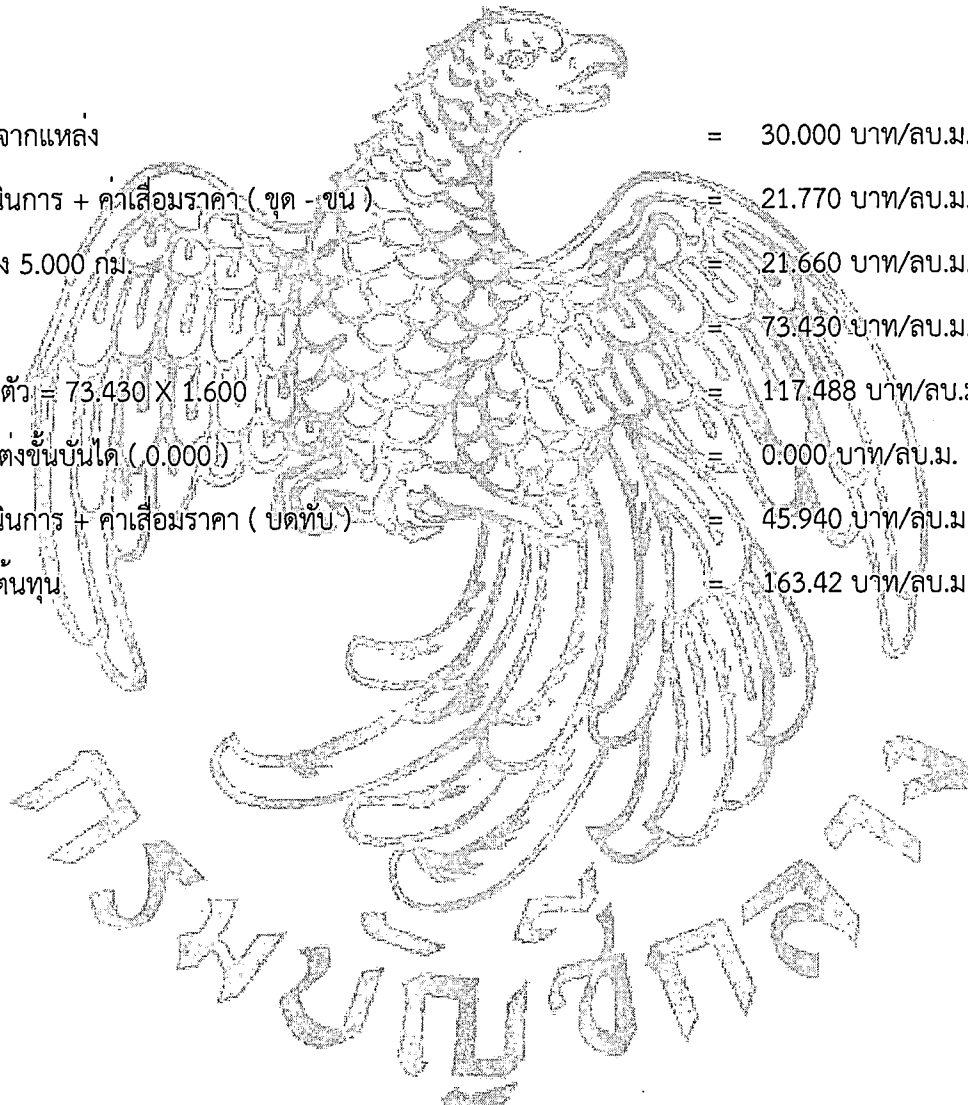 จากแหล่ง = 30.000 บาท/ลบ.ม.
นินการ + ค่าเสื่อมราคา ( ขุด - ขน ) = 21.770 บาท/ลบ.ม.
ง 5.000 กม. = 21.660 บาท/ลบ.ม.
= 73.430 บาท/ลบ.ม.
ตัว = 73.430 X 1.600 = 117.488 บาท/ลบ.ม
ต่งขั้นบันได ( 0.000 ) = 0.000 บาท/ลบ.ม.
นินการ + ค่าเสื่อมราคา ( บดทับ ) = 45.940 บาท/ลบ.ม
ต้นทุน = 163.42 บาท/ลบ.ม
กรมบัญชีกลาง